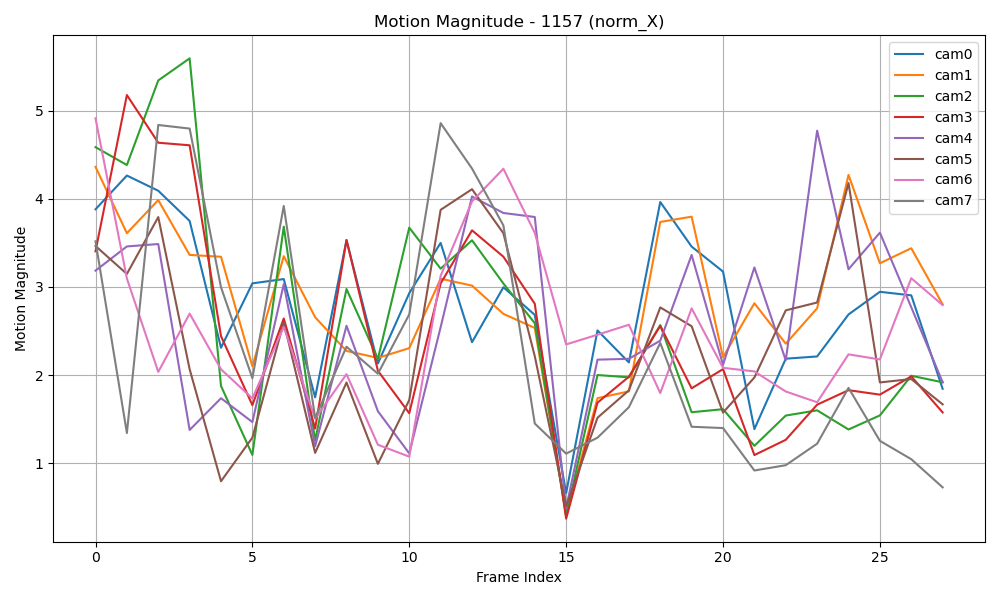 Motion Magnitude - 1157 (norm_X)
cam0
cam1
cam2
cam3
cam4
cam5
cam6
cam7
Motion Magnitude
5
4
3
2
1
0 5 10 15 20 25
Frame Index